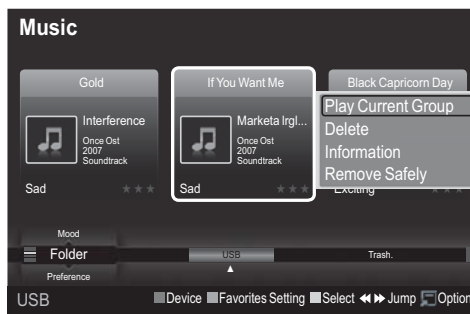 Music
Gold
If You Want Me
Black Capricorn Day
Interference
Once Ost
2007
Soundtrack
Sad
Marketa Irgl...
Once Ost
2007
Soundtrack
Sad
Play Current Group
Delete
Information
Remove Safely
Exciting
Mood
Folder
Preference
USB
Trash.
USB
Device
Favorites Setting
Select
Jump
Option